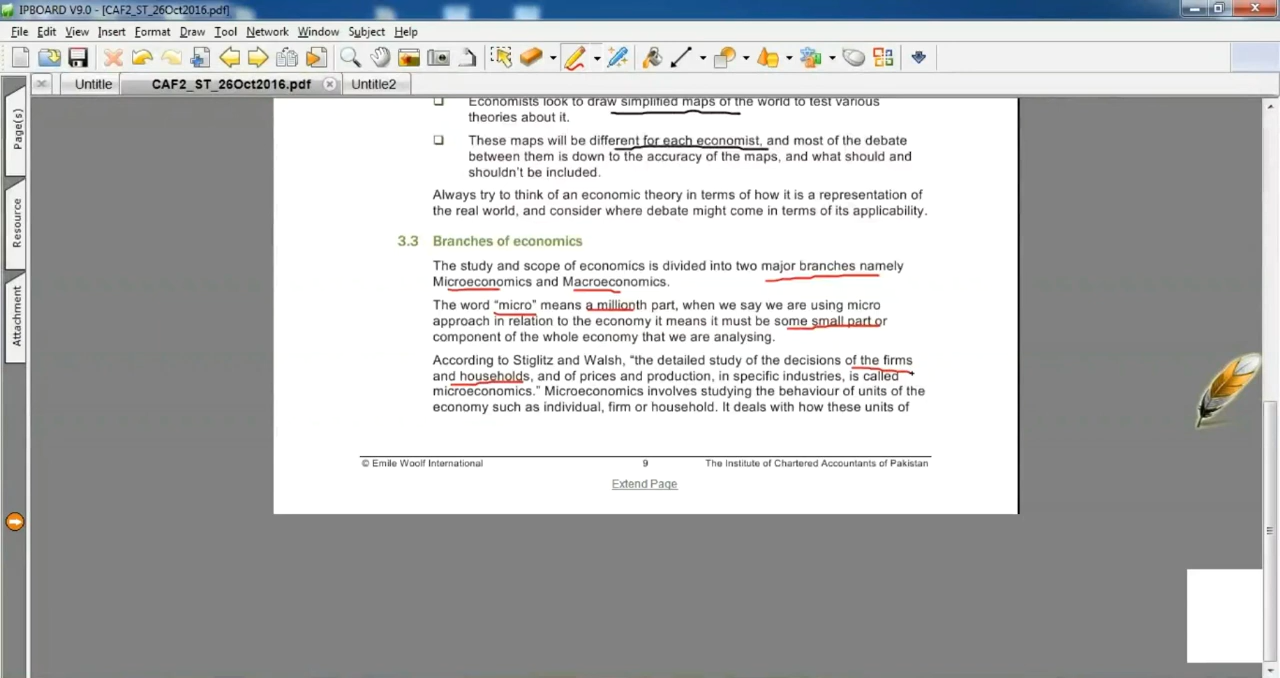 IPBOARD V9.0 - [CAF2_ST_26Oct2016.pdf]
File Edit View Insert Format Draw Tool Network Window Subject Help
Untitle CAF2_ST_26Oct2016.pdf Untitle2
Page(s)
Resource
Attachment
Economists look to draw simplified maps of the world to test various
theories about it.
These maps will be different for each economist, and most of the debate
between them is down to the accuracy of the maps, and what should and
shouldn't be included.
Always try to think of an economic theory in terms of how it is a representation of
the real world, and consider where debate might come in terms of its applicability.
3.3 Branches of economics
The study and scope of economics is divided into two major branches namely
Microeconomics and Macroeconomics.
The word "micro" means a millionth part, when we say we are using micro
approach in relation to the economy it means it must be some small part or
component of the whole economy that we are analysing.
According to Stiglitz and Walsh, "the detailed study of the decisions of the firms
and households, and of prices and production, in specific industries, is called
microeconomics." Microeconomics involves studying the behaviour of units of the
economy such as individual, firm or household. It deals with how these units of
© Emile Woolf International 9 The Institute of Chartered Accountants of Pakistan
Extend Page